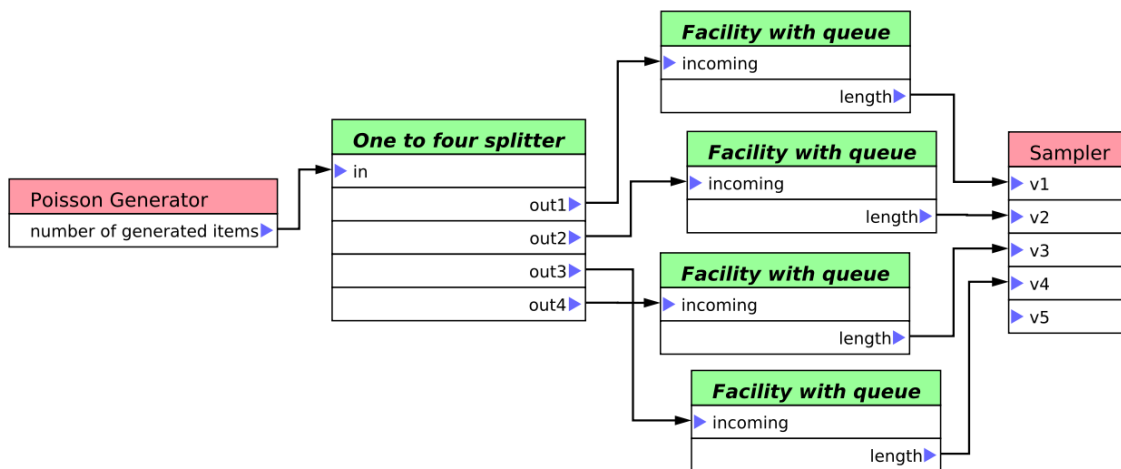 Poisson Generator
number of generated items
One to four splitter
in
out1
out2
out3
out4
Facility with queue
incoming
length
Facility with queue
incoming
length
Facility with queue
incoming
length
Facility with queue
incoming
length
Sampler
v1
v2
v3
v4
v5